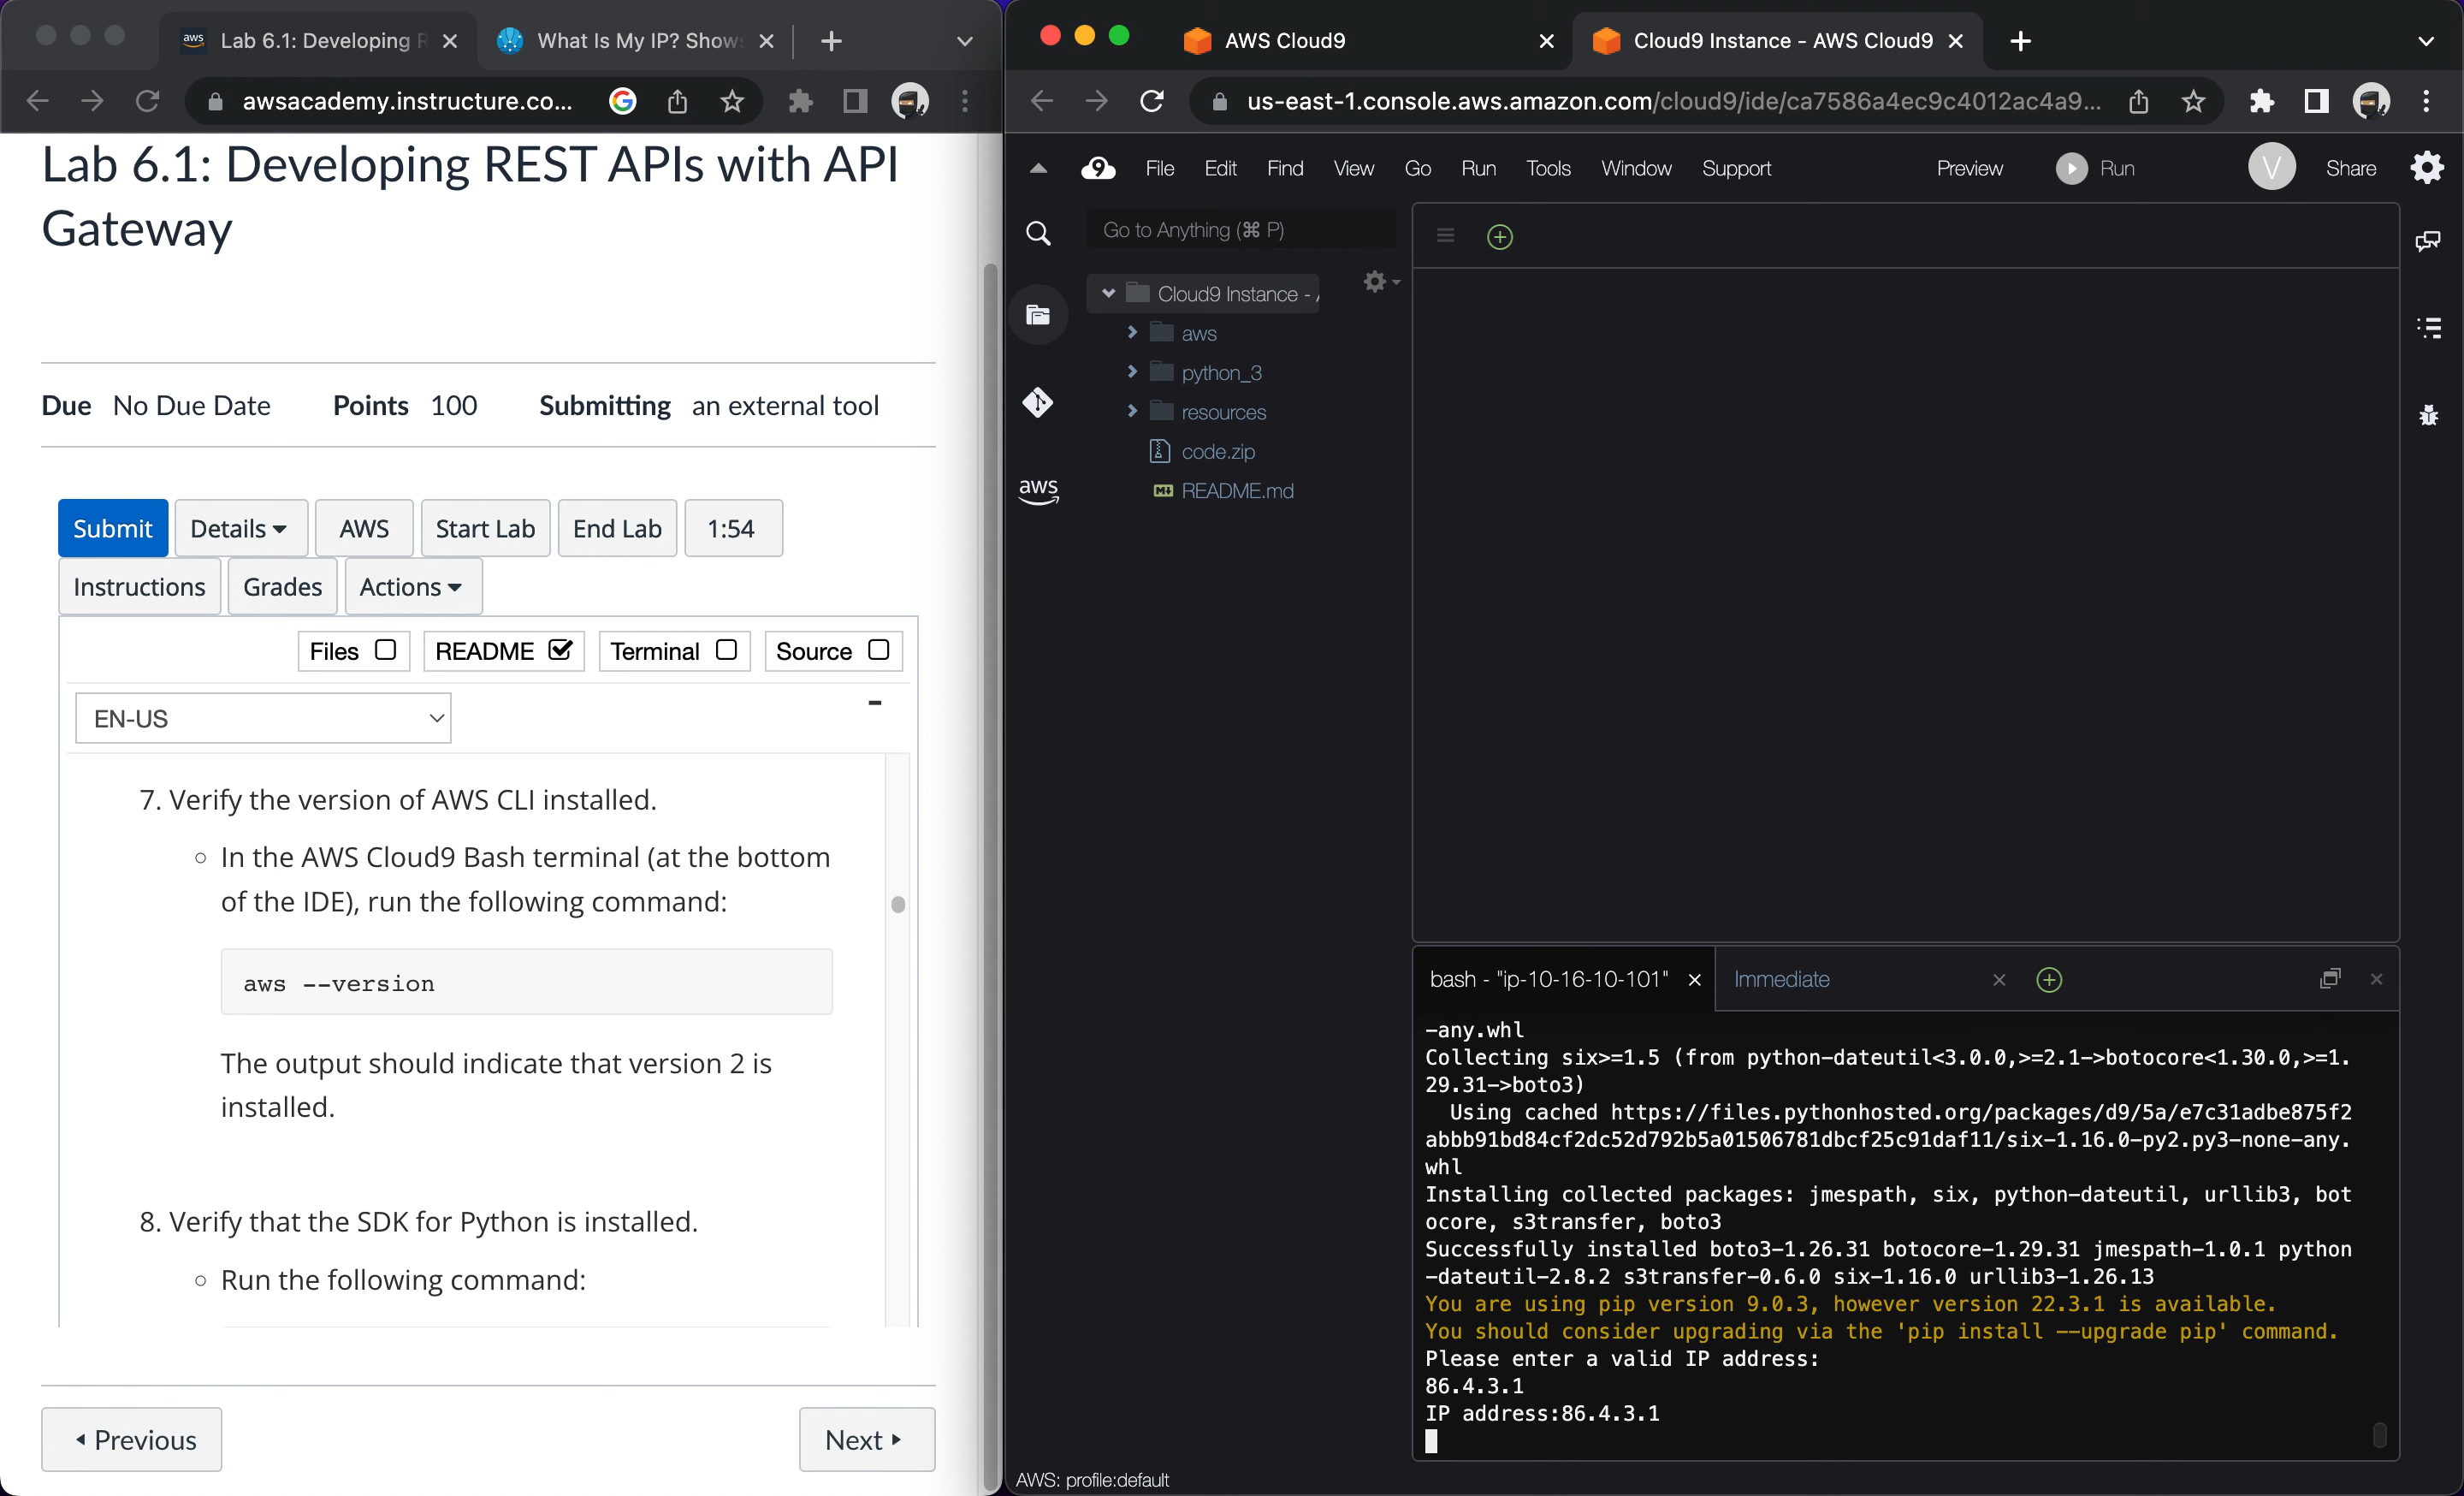 aws Lab 6.1: Developing R
What Is My IP? Shows
awsacademy.instructure.co...
Lab 6.1: Developing REST APIs with API
Gateway
Due No Due Date Points 100 Submitting an external tool
Submit Details AWS Start Lab End Lab 1:54
Instructions Grades Actions
Files README Terminal Source
EN-US
7. Verify the version of AWS CLI installed.
In the AWS Cloud9 Bash terminal (at the bottom
of the IDE), run the following command:
aws --version
The output should indicate that version 2 is
installed.
8. Verify that the SDK for Python is installed.
Run the following command:
Previous Next
AWS Cloud9
Cloud9 Instance - AWS Cloud9
us-east-1.console.aws.amazon.com/cloud9/ide/ca7586a4ec9c4012ac4a9...
9 File Edit Find View Go Run Tools Window Support Preview Run V Share
Go to Anything (⌘ P)
Cloud9 Instance - /
aws
python_3
resources
code.zip
README.md
aws
bash - "ip-10-16-10-101" Immediate
-any.whl
Collecting six>=1.5 (from python-dateutil<3.0.0,>=2.1->botocore<1.30.0,>=1.
29.31->boto3)
Using cached https://files.pythonhosted.org/packages/d9/5a/e7c31adbe875f2
abbb91bd84cf2dc52d792b5a01506781dbcf25c91daf11/six-1.16.0-py2.py3-none-any.
whl
Installing collected packages: jmespath, six, python-dateutil, urllib3, bot
ocore, s3transfer, boto3
Successfully installed boto3-1.26.31 botocore-1.29.31 jmespath-1.0.1 python
-dateutil-2.8.2 s3transfer-0.6.0 six-1.16.0 urllib3-1.26.13
You are using pip version 9.0.3, however version 22.3.1 is available.
You should consider upgrading via the 'pip install --upgrade pip' command.
Please enter a valid IP address:
86.4.3.1
IP address:86.4.3.1
AWS: profile:default